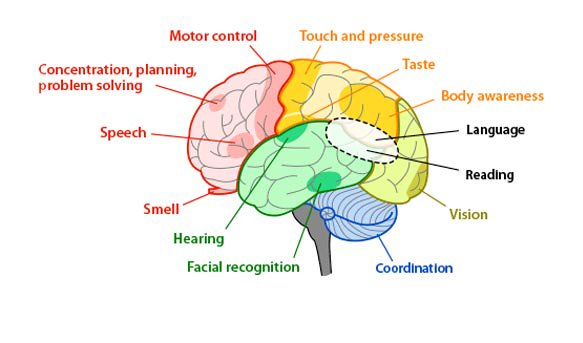 Motor control
Touch and pressure
Taste
Concentration, planning,
problem solving
Body awareness
Speech
Language
Reading
Smell
Vision
Hearing
Facial recognition
Coordination